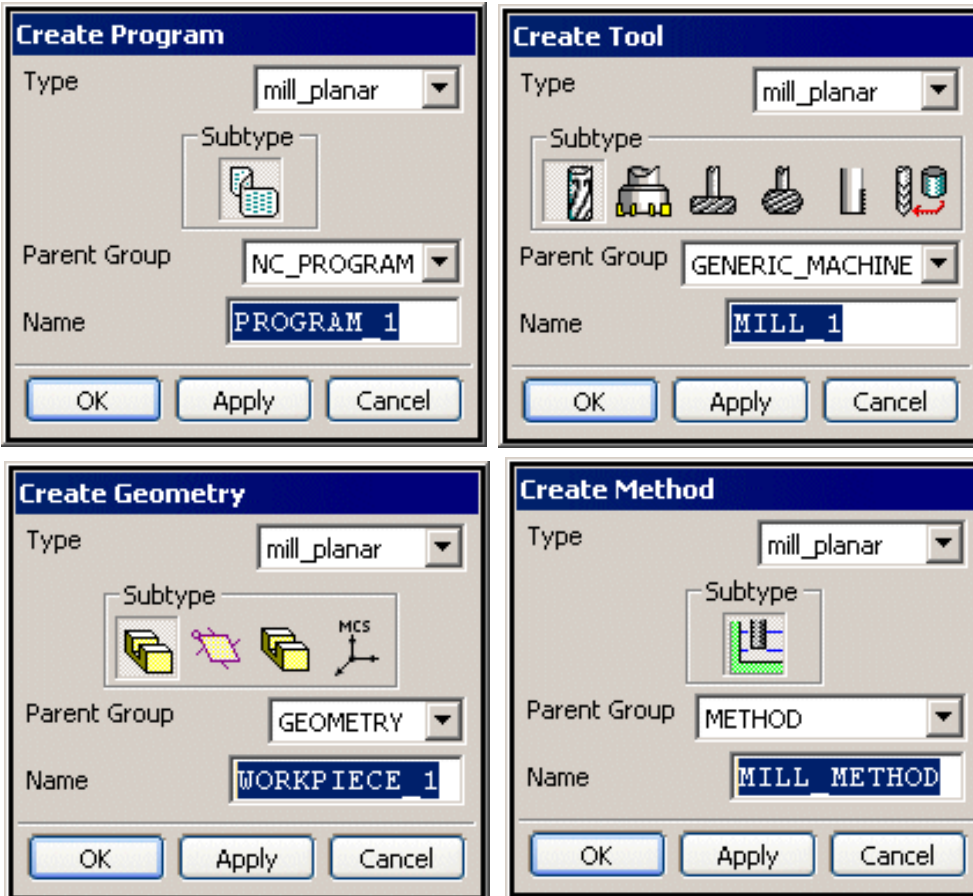 Create Program
Type
mill_planar
Subtype
Parent Group
NC_PROGRAM
Name
PROGRAM_1
OK
Apply
Cancel
Create Tool
Type
mill_planar
Subtype
Parent Group
GENERIC_MACHINE
Name
MILL_1
OK
Apply
Cancel
Create Geometry
Type
mill_planar
Subtype
MCS
Parent Group
GEOMETRY
Name
WORKPIECE_1
OK
Apply
Cancel
Create Method
Type
mill_planar
Subtype
Parent Group
METHOD
Name
MILL_METHOD
OK
Apply
Cancel